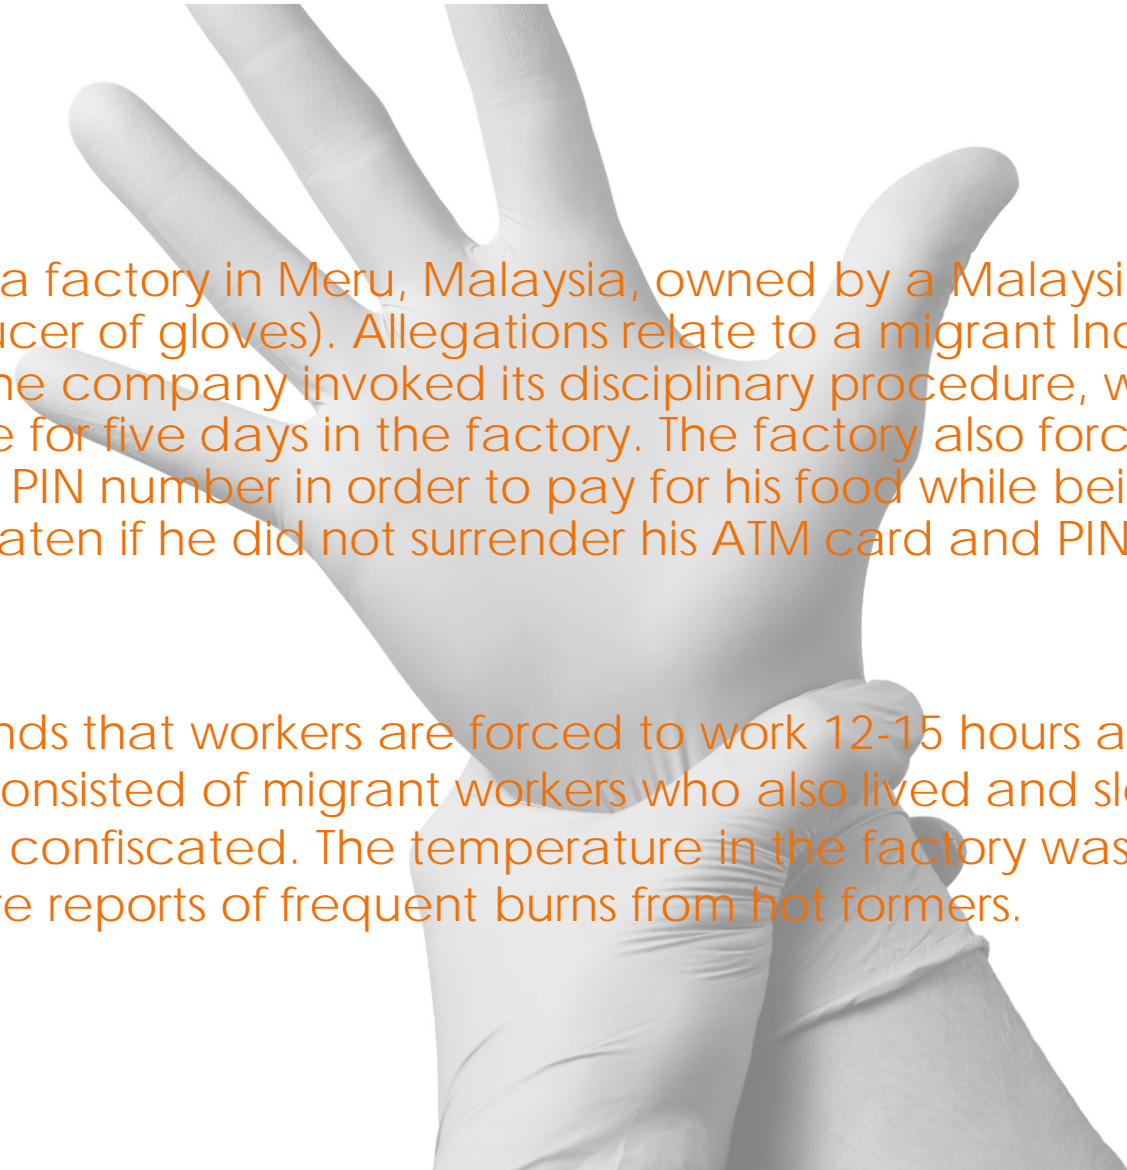 a factory in Meru, Malaysia, owned by a Malaysi
ucer of gloves). Allegations relate to a migrant Ind
he company invoked its disciplinary procedure, w
e for five days in the factory. The factory also forc
PIN number in order to pay for his food while bei
aten if he did not surrender his ATM card and PIN
nds that workers are forced to work 12-15 hours a
onsisted of migrant workers who also lived and sle
confiscated. The temperature in the factory was
re reports of frequent burns from hot formers.